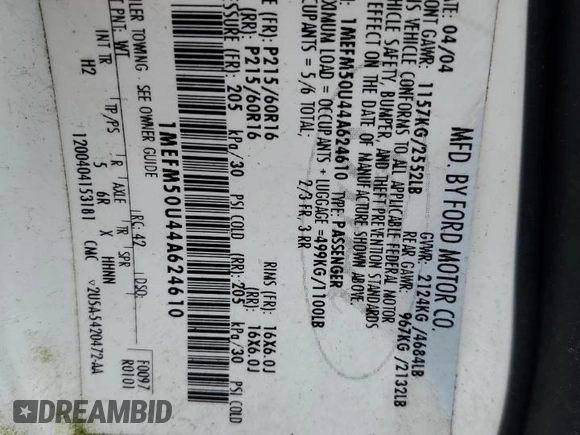 MFD. BY FORD MOTOR CO.
DATE: 04/04 GVWR: 2124KG/4684LB
FRONT GAWR: 1157KG/2552LB REAR GAWR: 967KG/2132LB
THIS VEHICLE CONFORMS TO ALL APPLICABLE FEDERAL MOTOR
VEHICLE SAFETY, BUMPER, AND THEFT PREVENTION STANDARDS
IN EFFECT ON THE DATE OF MANUFACTURE SHOWN ABOVE.
VIN: 1MEFM50U44A624610 TYPE: PASSENGER
MAXIMUM LOAD = OCCUPANTS + LUGGAGE = 499KG/1100LB
OCCUPANTS = 5/6 TOTAL: 2/3 FR, 3 RR
(FR): P215/60R16 RIMS (FR): 16X6.0J
(RR): P215/60R16 (RR): 16X6.0J
PRESSURE (FR): 205 kPa/30 PSI COLD (RR): 205 kPa/30 PSI COLD
TRAILER TOWING SEE OWNER GUIDE
1MEFM50U44A624610
EXT PNT: WT RC: 42 DSO: F0097
INT TR TP/PS R AXLE TR SPR R0101
H2 5 6R X HHNN
1200404153181 CMC V2U5A-5420472-AA
DREAMBID